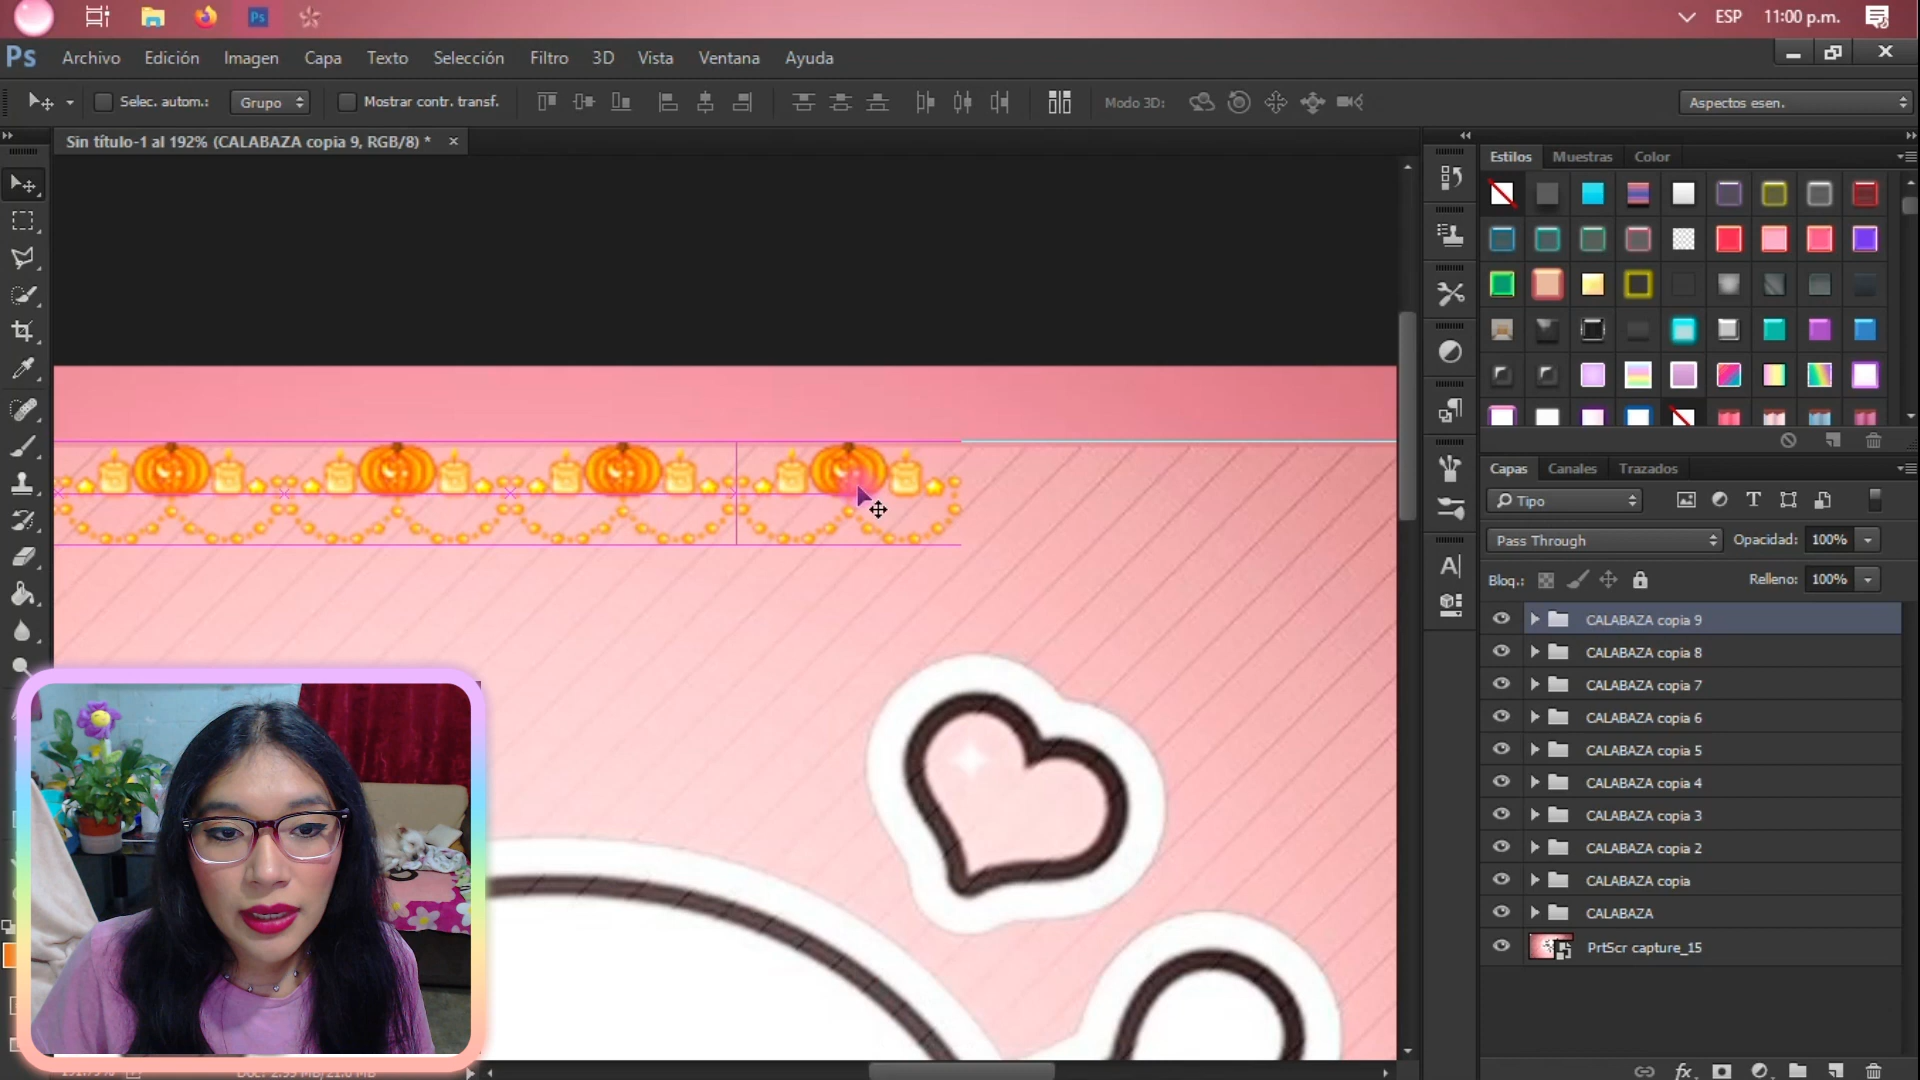 Ps
ESP
11:00 p.m.
Ps
Archivo
Edición
Imagen
Capa
Texto
Selección
Filtro
3D
Vista
Ventana
Ayuda
Selec. autom.:
Grupo
Mostrar contr. transf.
Modo 3D:
Aspectos esen.
Sin título-1 al 192% (CALABAZA copia 9, RGB/8) *
Estilos
Muestras
Color
Capas
Canales
Trazados
Tipo
Pass Through
Opacidad:
100%
Bloq.:
Relleno:
100%
CALABAZA copia 9
CALABAZA copia 8
CALABAZA copia 7
CALABAZA copia 6
CALABAZA copia 5
CALABAZA copia 4
CALABAZA copia 3
CALABAZA copia 2
CALABAZA copia
CALABAZA
PrtScr capture_15
fx